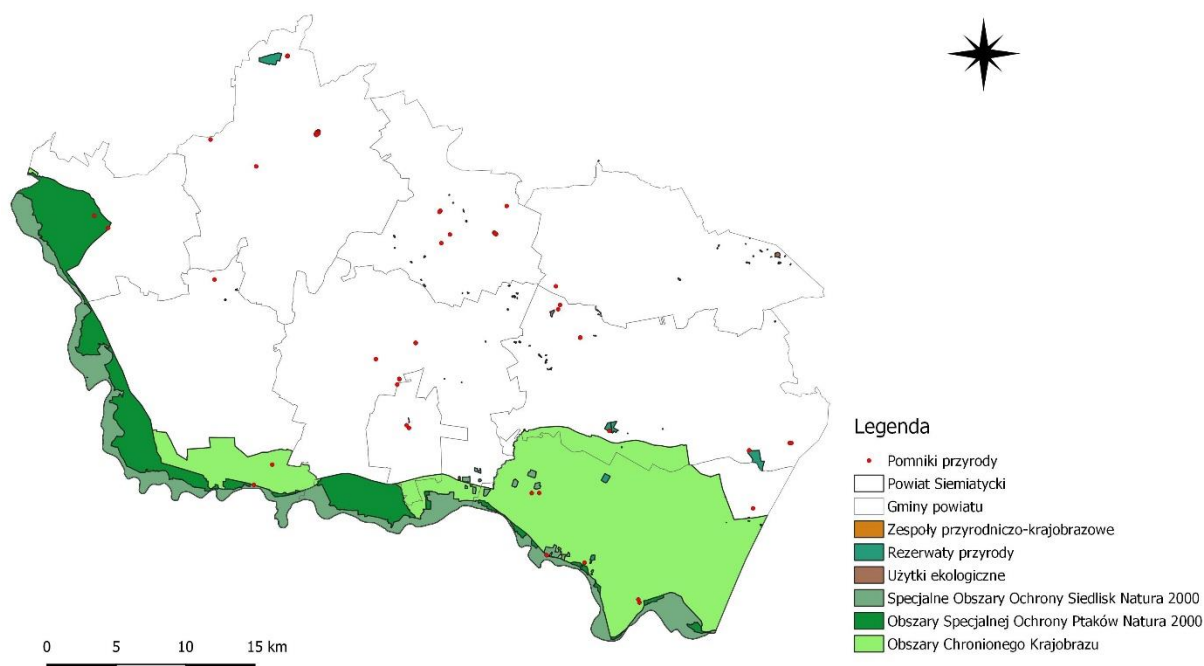 Legenda
Pomniki przyrody
Powiat Siemiatycki
Gminy powiatu
Zespoły przyrodniczo-krajobrazowe
Rezerwaty przyrody
Użytki ekologiczne
Specjalne Obszary Ochrony Siedlisk Natura 2000
Obszary Specjalnej Ochrony Ptaków Natura 2000
Obszary Chronionego Krajobrazu
0 5 10 15 km